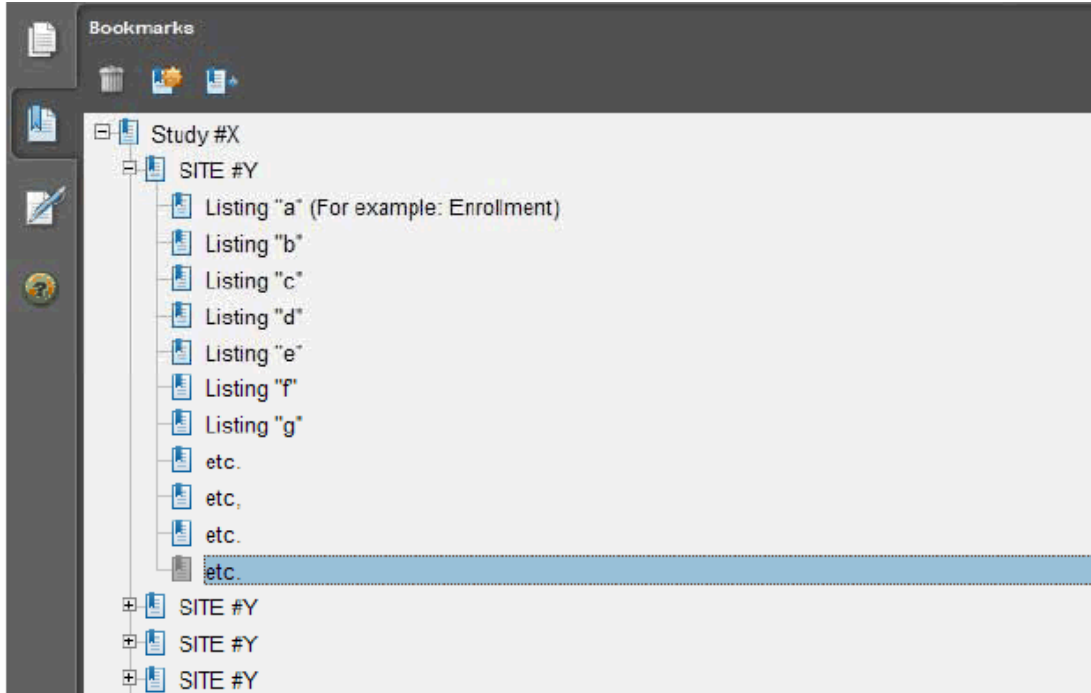 Bookmarks
Study #X
SITE #Y
Listing "a" (For example: Enrollment)
Listing "b"
Listing "c"
Listing "d"
Listing "e"
Listing "f"
Listing "g"
etc.
etc,
etc.
etc.
SITE #Y
SITE #Y
SITE #Y